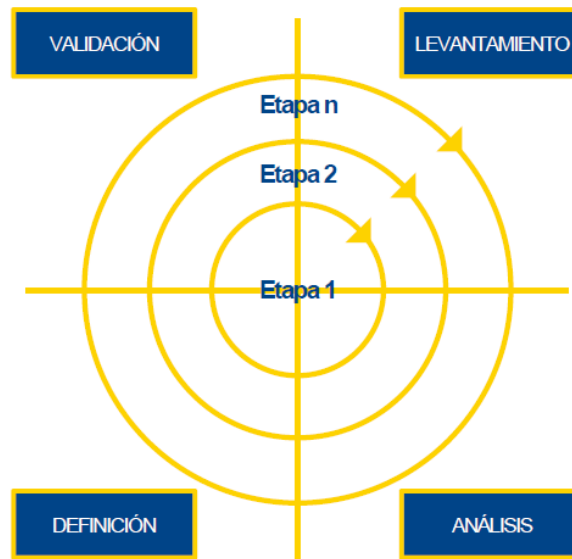 VALIDACIÓN
LEVANTAMIENTO
Etapa n
Etapa 2
Etapa 1
DEFINICIÓN
ANÁLISIS